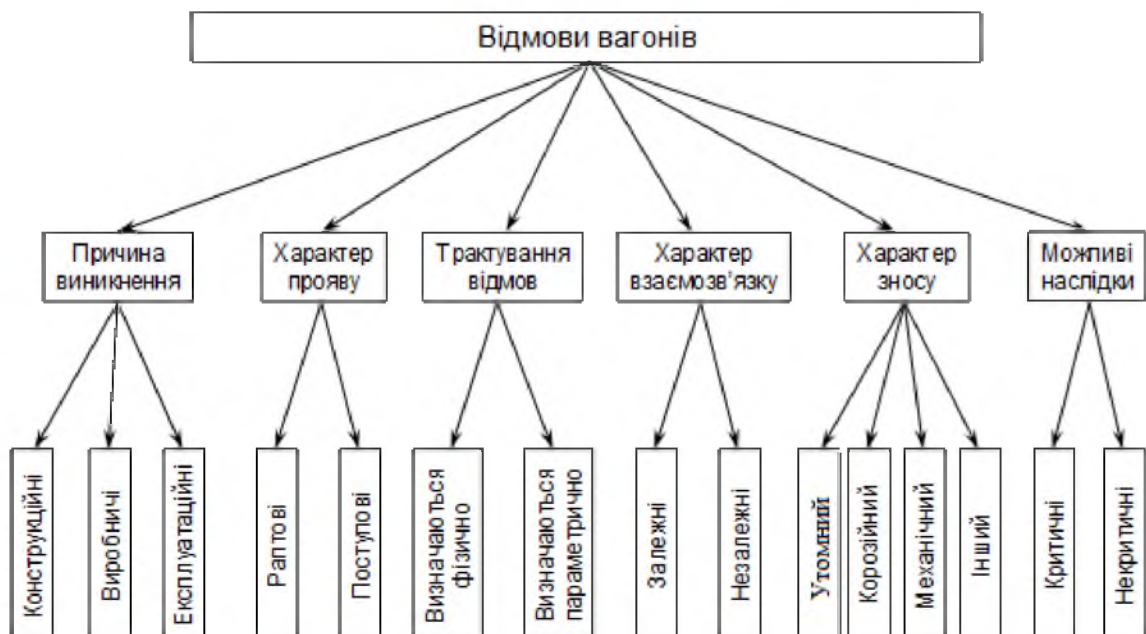 Відмови вагонів
Причина
виникнення
Характер
прояву
Трактування
відмов
Характер
взаємозв'язку
Характер
зносу
Можливі
наслідки
Конструкційні
Виробничі
Експлуатаційні
Раптові
Поступові
Визначаються
фізично
Визначаються
параметрично
Залежні
Незалежні
Утомний
Корозійний
Механічний
Інший
Критичні
Некритичні